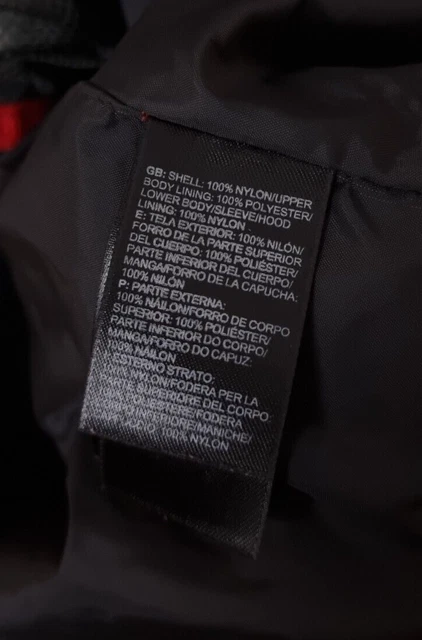 GB: SHELL: 100% NYLON/UPPER
BODY LINING: 100% POLYESTER/
LOWER BODY/SLEEVE/HOOD
LINING: 100% NYLON
E: TELA EXTERIOR: 100% NILÓN/
FORRO DE LA PARTE SUPERIOR
DEL CUERPO: 100% POLIÉSTER/
PARTE INFERIOR DEL CUERPO/
MANGA/FORRO DE LA CAPUCHA:
100% NILÓN
P: PARTE EXTERNA:
100% NÁILON/FORRO DE CORPO
SUPERIOR: 100% POLIÉSTER/
PARTE INFERIOR DO CORPO/
MANGA/FORRO DO CAPUZ:
100% NÁILON
ESTERNO STRATO:
NYLON/FODERA PER LA
SUPERIORE DEL CORPO:
FODERA
INFERIORE/MANICHE/
100% NYLON